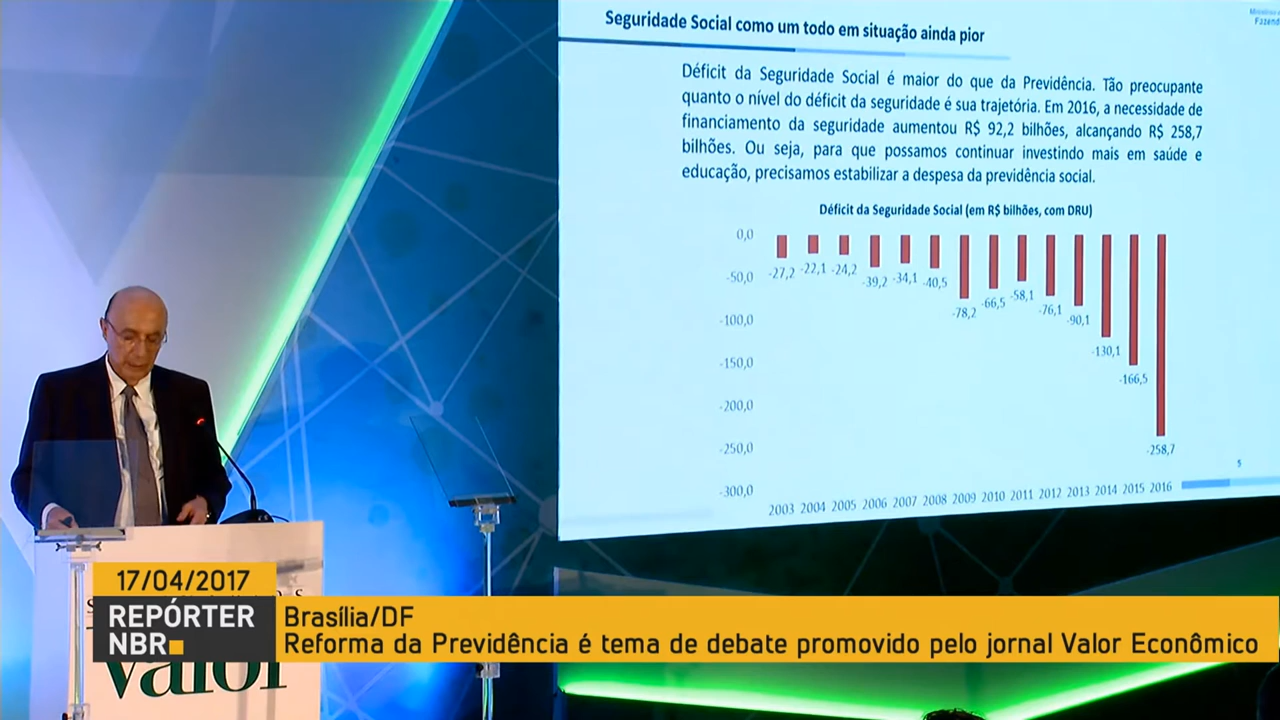 Seguridade Social como um todo em situação ainda pior
Fazend
Déficit da Seguridade Social é maior do que da Previdência. Tão preocupante
quanto o nível do déficit da seguridade é sua trajetória. Em 2016, a necessidade de
financiamento da seguridade aumentou R$ 92,2 bilhões, alcançando R$ 258,7
bilhões. Ou seja, para que possamos continuar investindo mais em saúde e
educação, precisamos estabilizar a despesa da previdência social.
Déficit da Seguridade Social (em R$ bilhões, com DRU)
0,0
-50,0
-100,0
-150,0
-200,0
-250,0
-300,0
-27,2 -22,1 -24,2 -39,2 -34,1 -40,5 -78,2 -66,5 -58,1 -76,1 -90,1 -130,1 -166,5 -258,7
2003 2004 2005 2006 2007 2008 2009 2010 2011 2012 2013 2014 2015 2016
5
17/04/2017
REPÓRTER
NBR
Brasília/DF
Reforma da Previdência é tema de debate promovido pelo jornal Valor Econômico
Valor